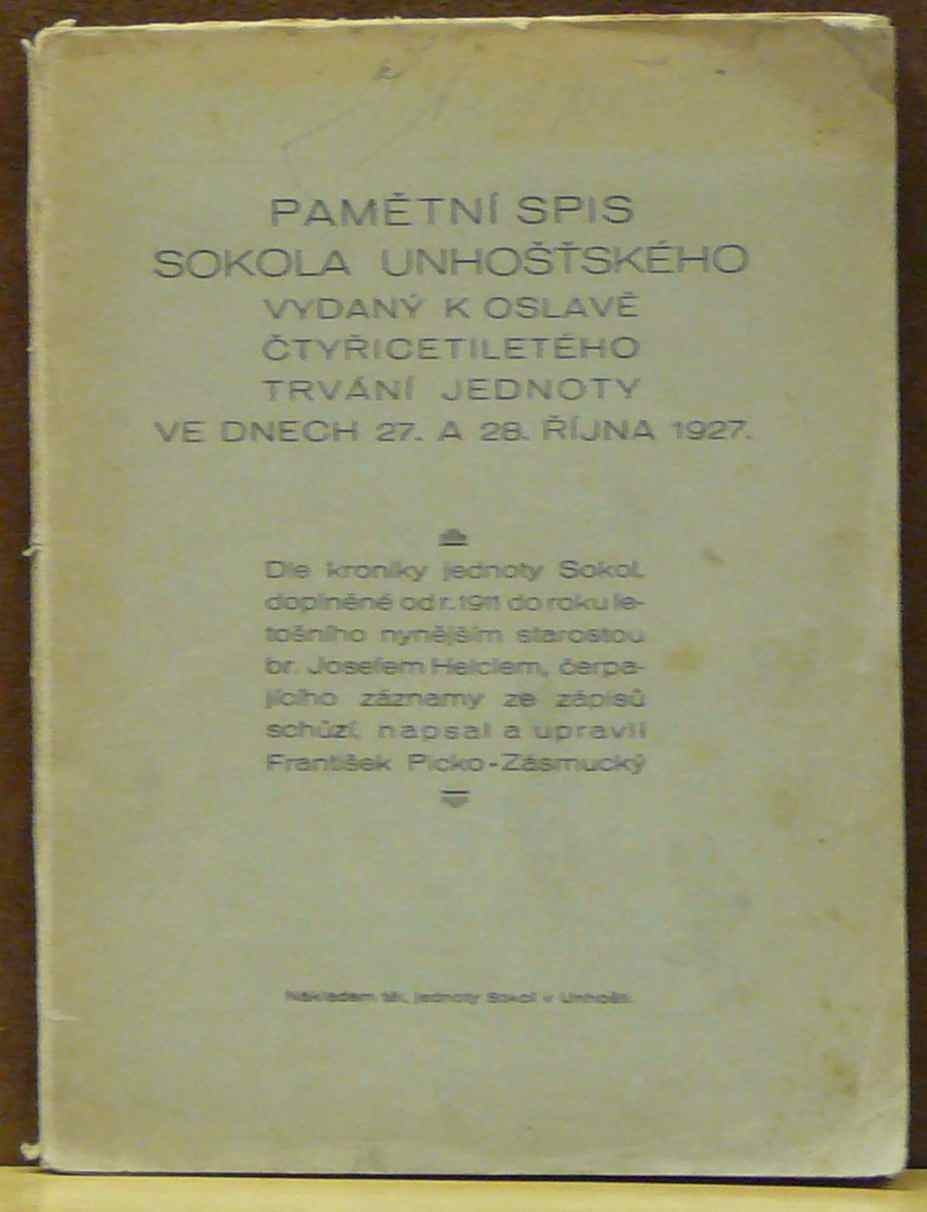 PAMĚTNÍ SPIS
SOKOLA UNHOŠŤSKÉHO
VYDANÝ K OSLAVĚ
ČTYŘICETILETÉHO
TRVÁNÍ JEDNOTY
VE DNECH 27. A 28. ŘÍJNA 1927.
Dle kroniky jednoty Sokol,
doplněné od r. 1911 do roku le-
tošního nynějším starostou
br. Josefem Helclem, čerpa-
jícího záznamy ze zápisů
schůzí, napsal a upravil
František Picko-Zásmucký
Nákladem těl. jednoty Sokol v Unhošti.